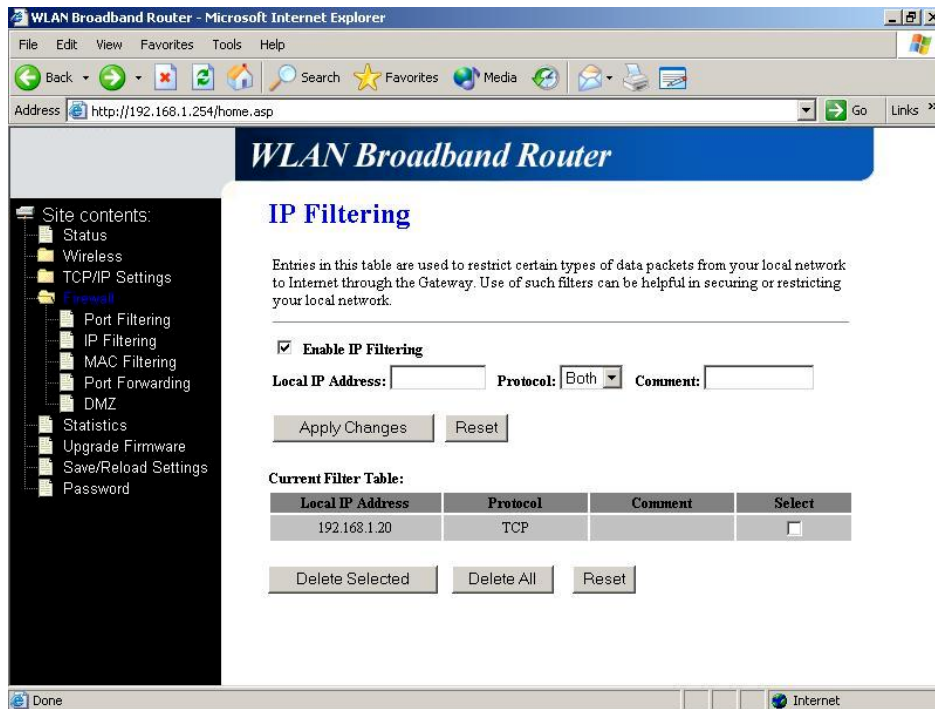 WLAN Broadband Router - Microsoft Internet Explorer
File Edit View Favorites Tools Help
Back Search Favorites Media
Address http://192.168.1.254/home.asp Go Links »
WLAN Broadband Router
Site contents:
Status
Wireless
TCP/IP Settings
Firewall
Port Filtering
IP Filtering
MAC Filtering
Port Forwarding
DMZ
Statistics
Upgrade Firmware
Save/Reload Settings
Password
IP Filtering
Entries in this table are used to restrict certain types of data packets from your local network
to Internet through the Gateway. Use of such filters can be helpful in securing or restricting
your local network.
Enable IP Filtering
Local IP Address: Protocol: Both Comment:
Apply Changes Reset
Current Filter Table:
Local IP Address Protocol Comment Select
192.168.1.20 TCP
Delete Selected Delete All Reset
Done Internet